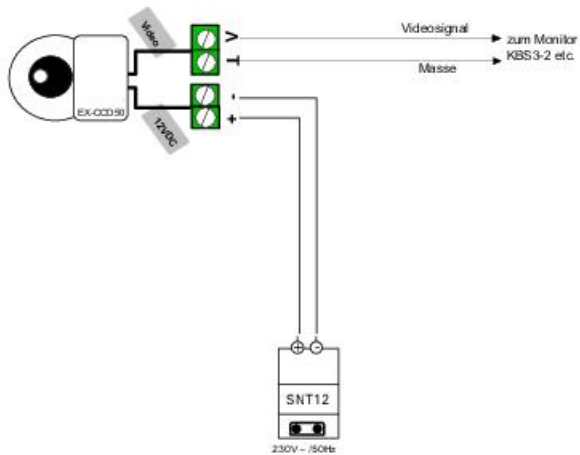 Video
V
Videosignal
zum Monitor
KBS3-2 etc.
T
Masse
EX-CCD50
-
+
12VDC
+
-
SNT12
230V~ /50Hz